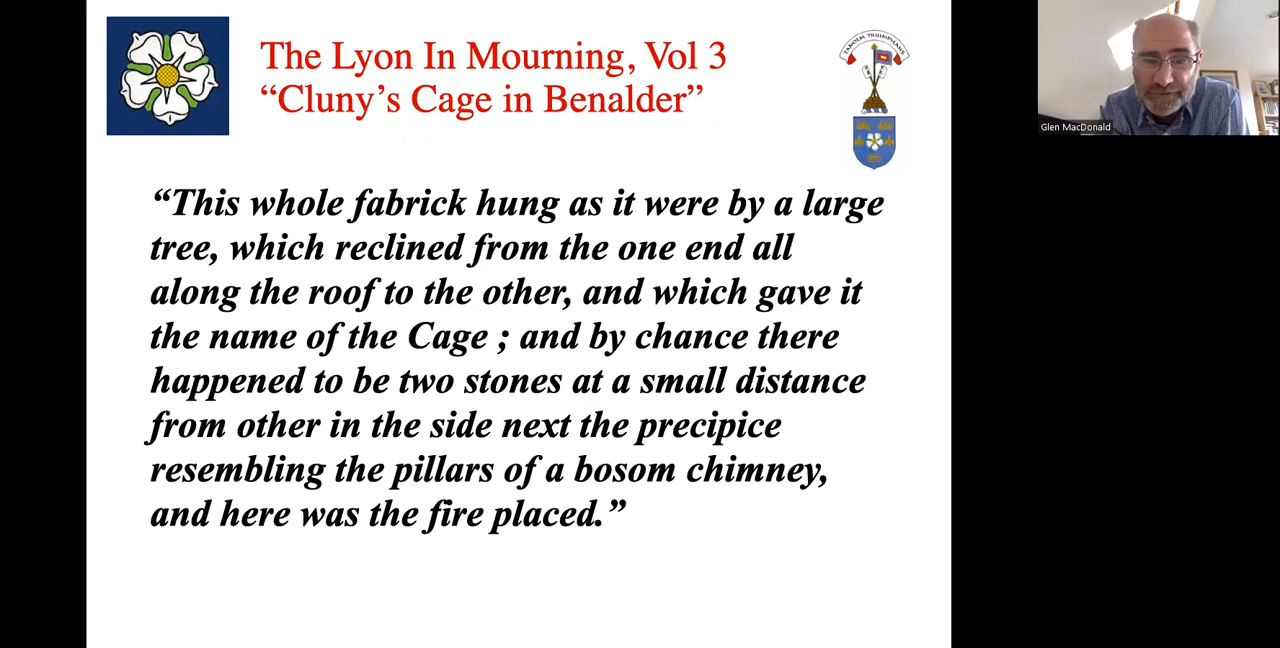 The Lyon In Mourning, Vol 3
“Cluny’s Cage in Benalder”
TANDEM TRIUMPHANS
Glen MacDonald
“This whole fabrick hung as it were by a large
tree, which reclined from the one end all
along the roof to the other, and which gave it
the name of the Cage ; and by chance there
happened to be two stones at a small distance
from other in the side next the precipice
resembling the pillars of a bosom chimney,
and here was the fire placed.”